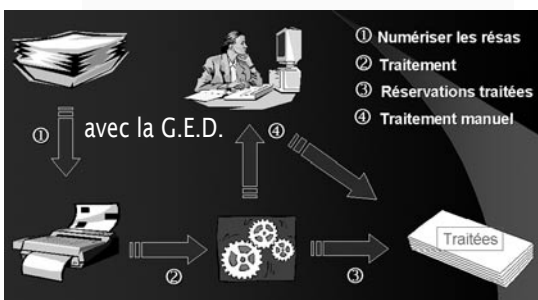 ① Numériser les résas
② Traitement
③ Réservations traitées
④ Traitement manuel
① avec la G.E.D. ④
Traitées
② ③